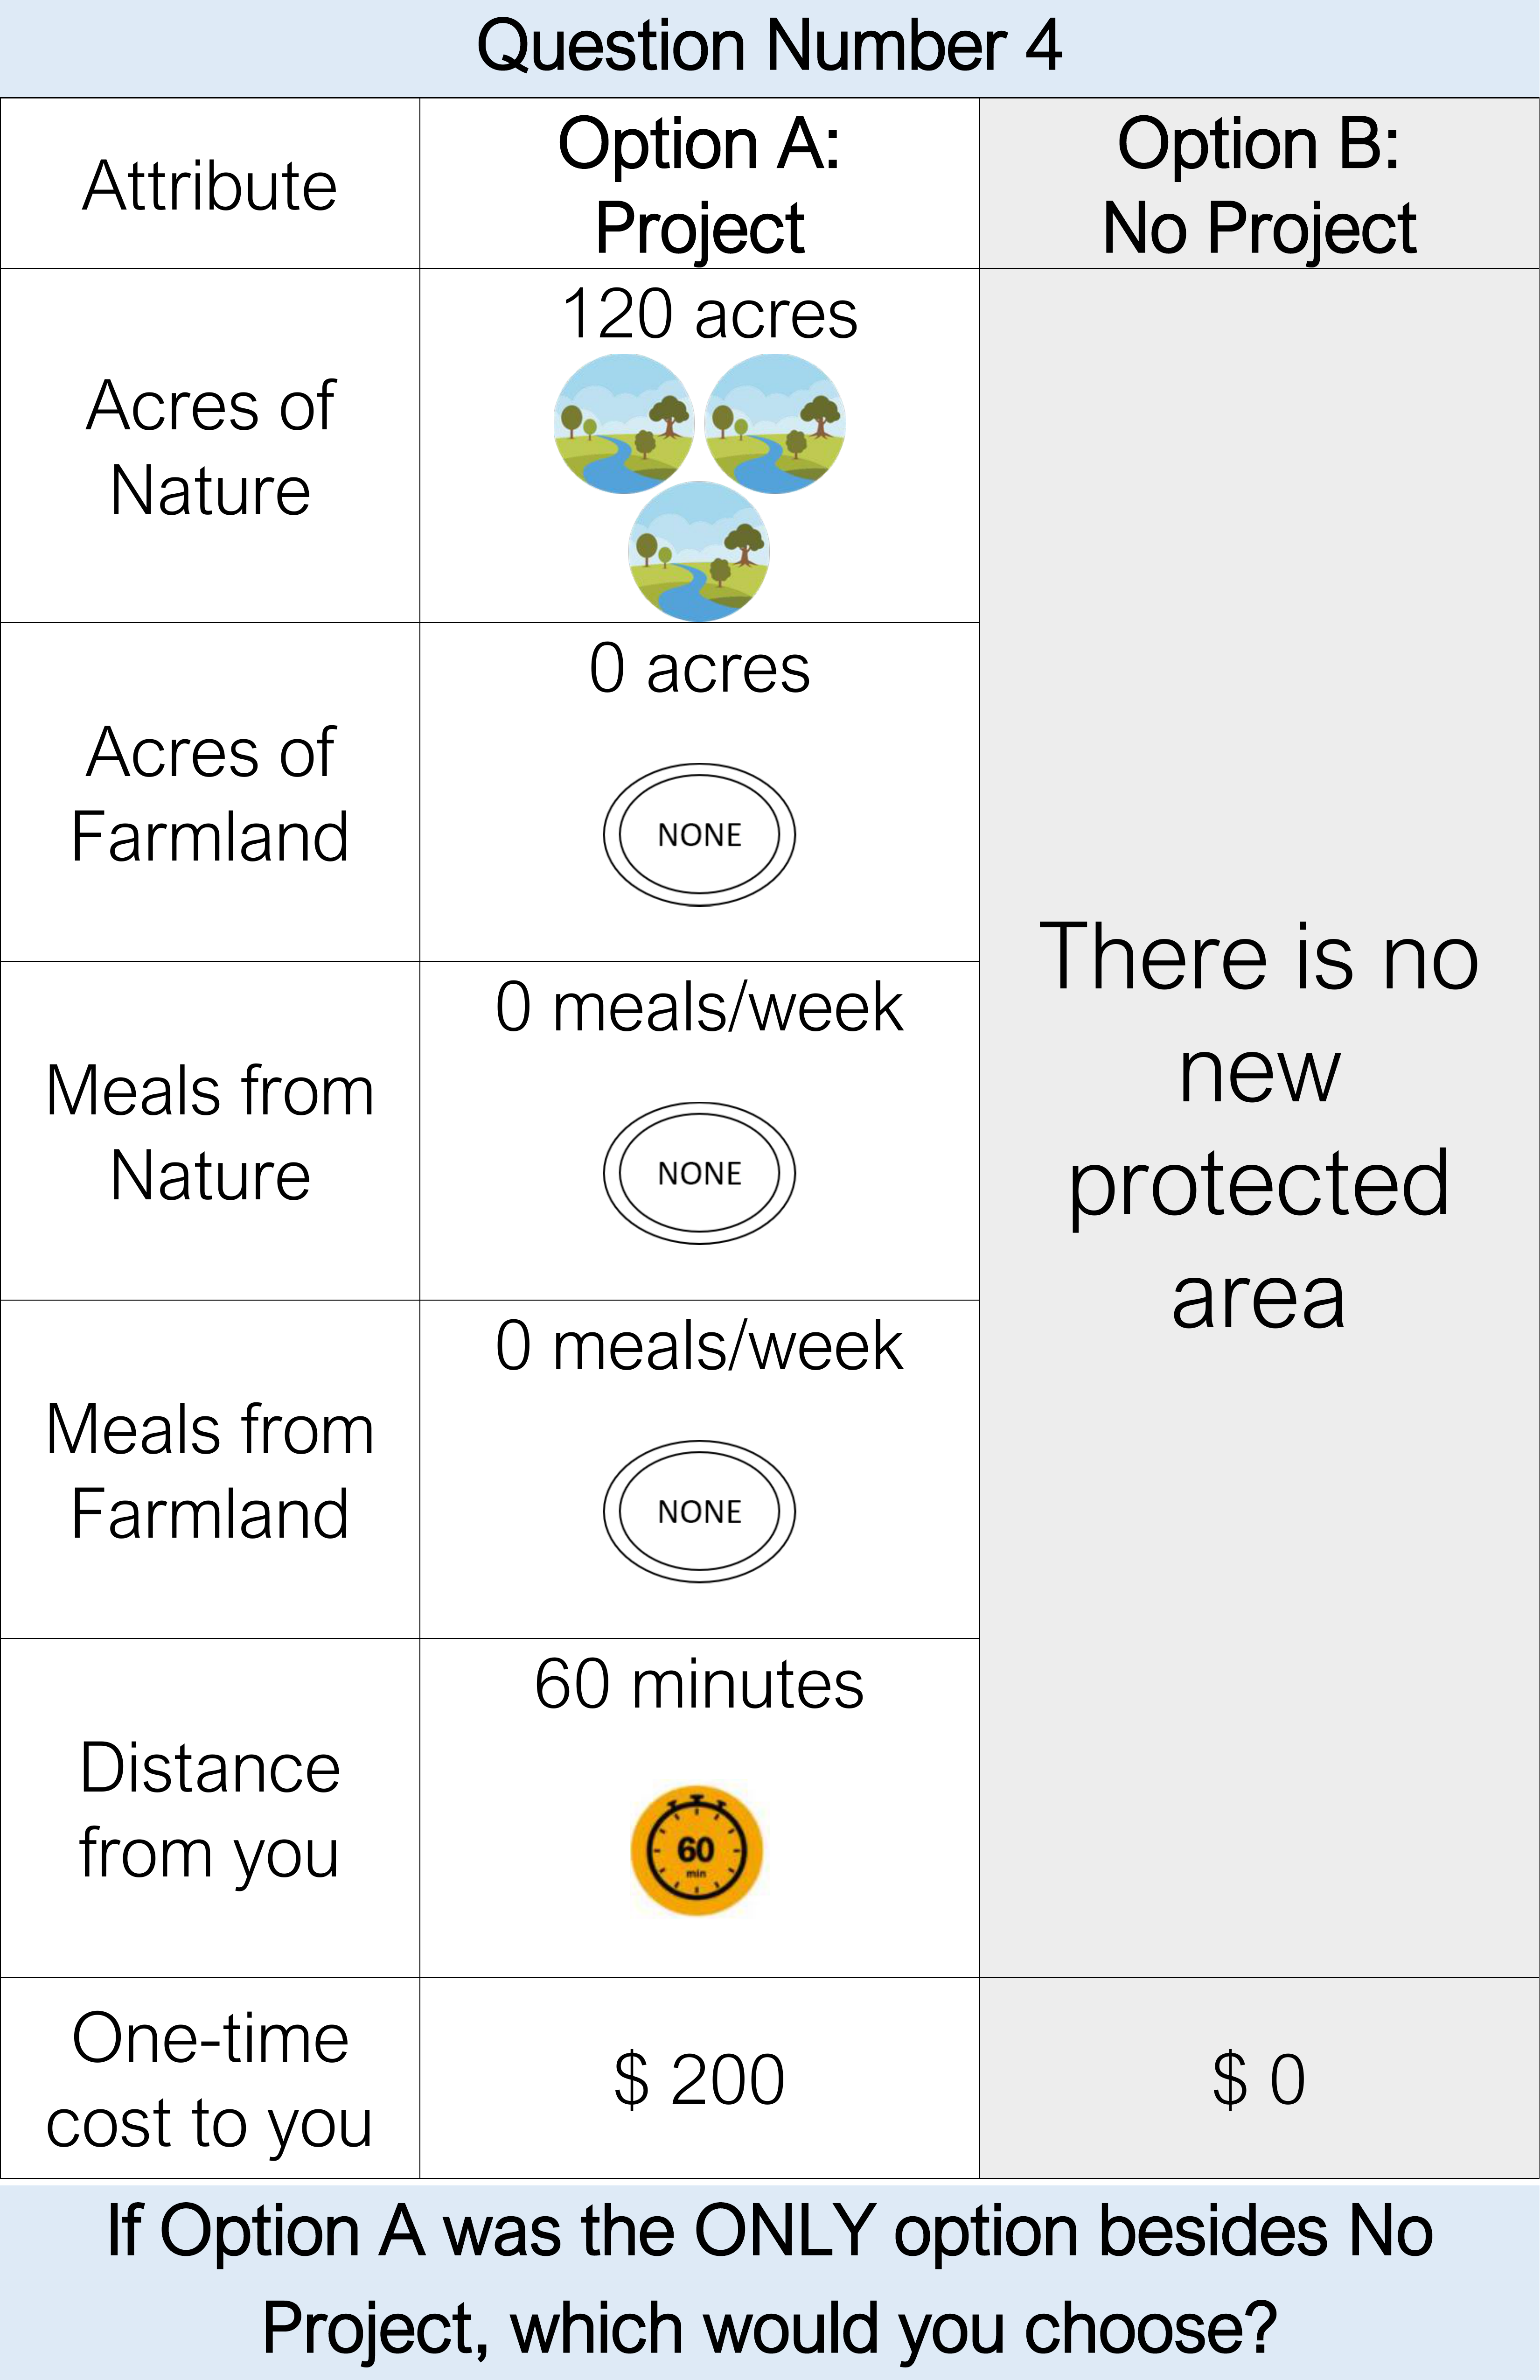 Question Number 4
Attribute
Option A:
Project
Option B:
No Project
Acres of
Nature
120 acres
Acres of
Farmland
0 acres
NONE
Meals from
Nature
0 meals/week
NONE
Meals from
Farmland
0 meals/week
NONE
Distance
from you
60 minutes
60
min
There is no
new
protected
area
One-time
cost to you
$ 200
$ 0
If Option A was the ONLY option besides No
Project, which would you choose?